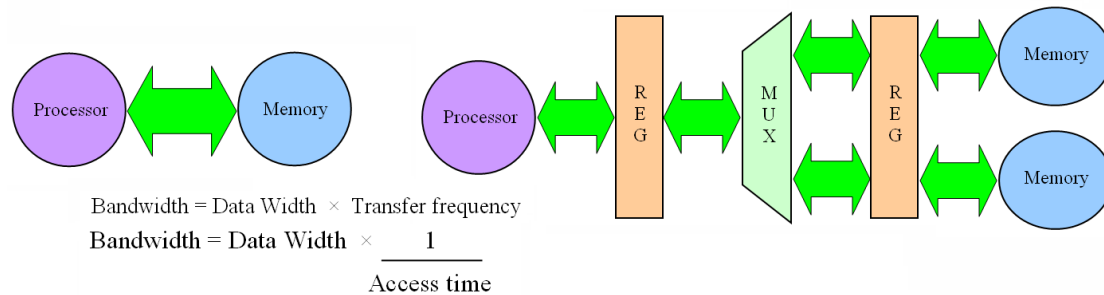 Processor
Memory
Processor
R
E
G
M
U
X
R
E
G
Memory
Memory
Bandwidth = Data Width × Transfer frequency
Bandwidth = Data Width × 1
Access time